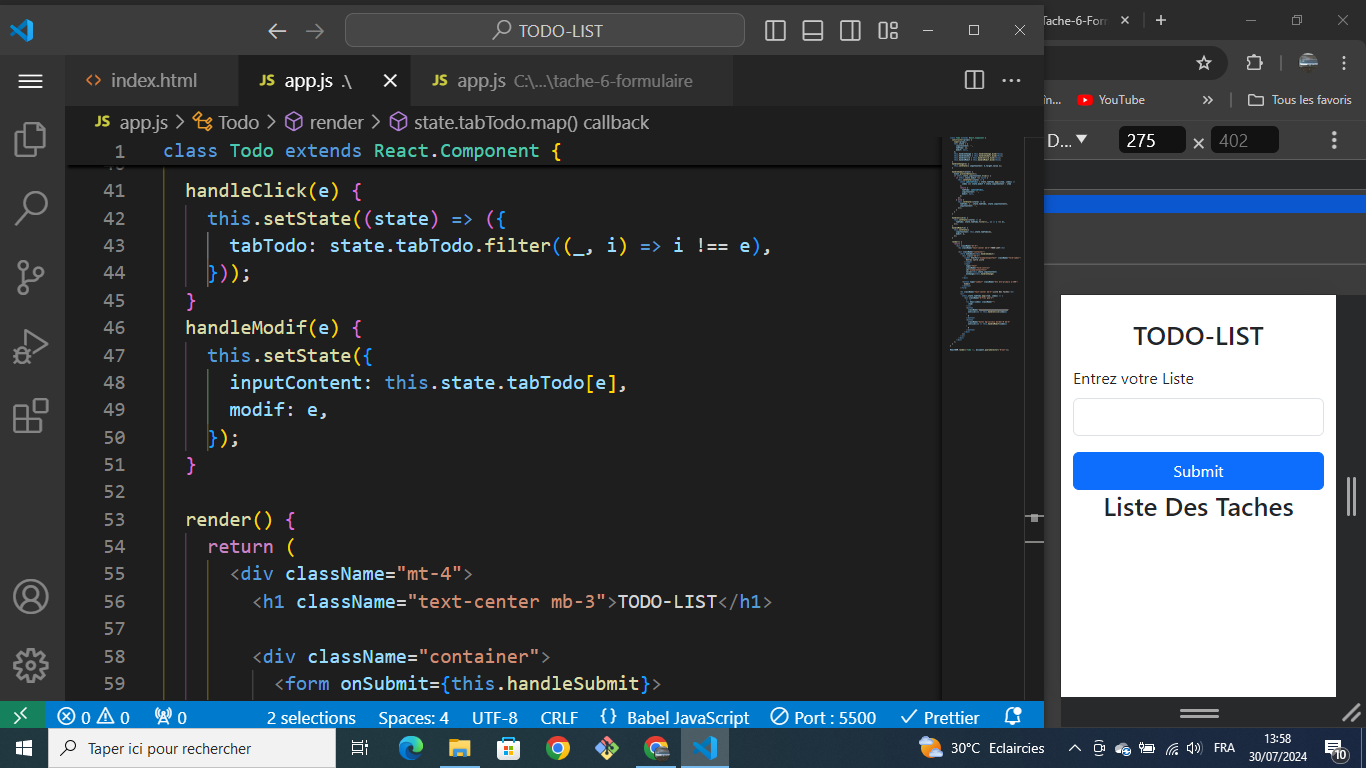 TODO-LIST
index.html
JS app.js .\
JS app.js C:\...\tache-6-formulaire
JS app.js > Todo > render > state.tabTodo.map() callback
1 class Todo extends React.Component {
41 handleClick(e) {
42 this.setState((state) => ({
43 tabTodo: state.tabTodo.filter((_, i) => i !== e),
44 }));
45 }
46 handleModif(e) {
47 this.setState({
48 inputContent: this.state.tabTodo[e],
49 modif: e,
50 });
51 }
52
53 render() {
54 return (
55 <div className="mt-4">
56 <h1 className="text-center mb-3">TODO-LIST</h1>
57
58 <div className="container">
59 <form onSubmit={this.handleSubmit}>
0 0 0 2 selections Spaces: 4 UTF-8 CRLF {} Babel JavaScript Port : 5500 Prettier
Tache-6-For
in... YouTube » Tous les favoris
D... 275 × 402
TODO-LIST
Entrez votre Liste
Submit
Liste Des Taches
Taper ici pour rechercher
30°C Eclaircies
FRA
13:58
30/07/2024
10